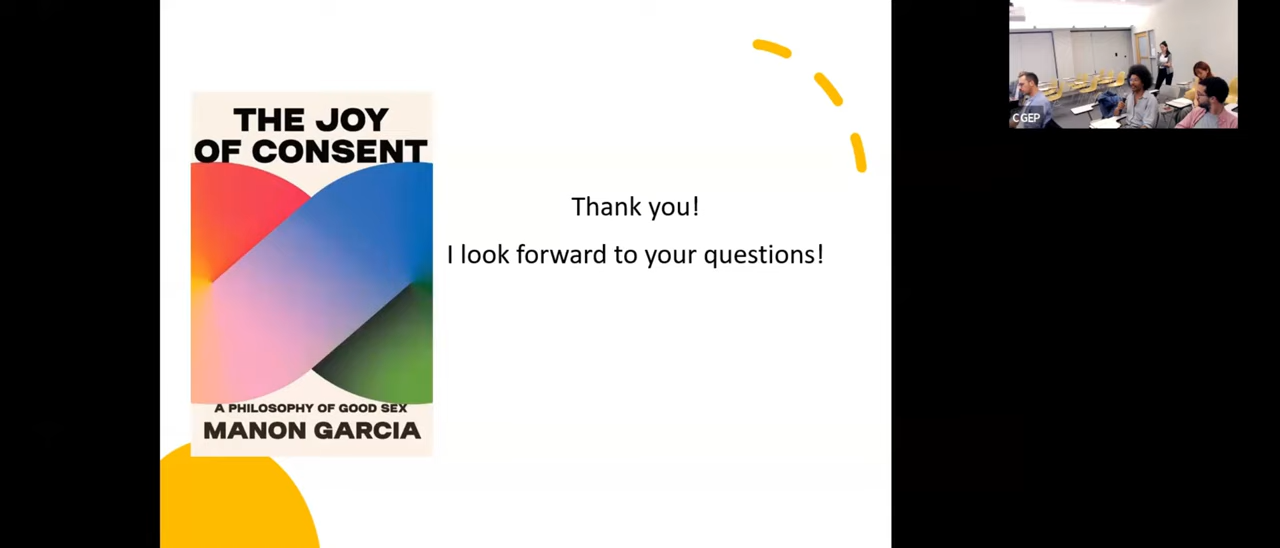 THE JOY
OF CONSENT
A PHILOSOPHY OF GOOD SEX
MANON GARCIA
Thank you!
I look forward to your questions!
CGEP